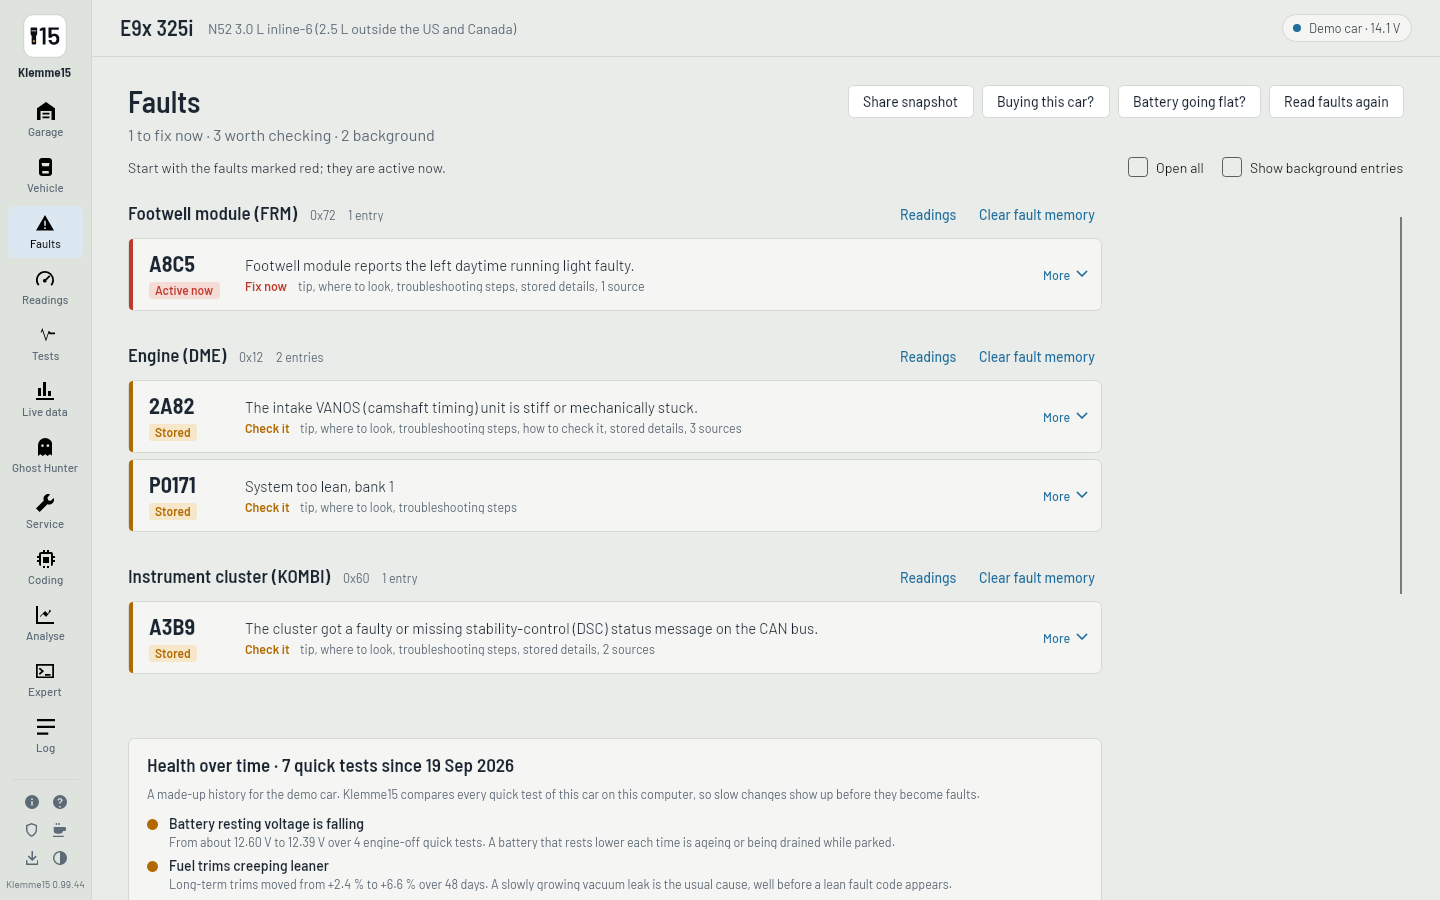 15
Klemme15
Garage
Vehicle
Faults
Readings
Tests
Live data
Ghost Hunter
Service
Coding
Analyse
Expert
Log
Klemme15 0.99.44
E9x 325i N52 3.0 L inline-6 (2.5 L outside the US and Canada)
Demo car · 14.1 V
Faults
Share snapshot
Buying this car?
Battery going flat?
Read faults again
1 to fix now · 3 worth checking · 2 background
Start with the faults marked red; they are active now.
Open all
Show background entries
Footwell module (FRM) 0x72 1 entry
Readings
Clear fault memory
A8C5
Active now
Footwell module reports the left daytime running light faulty.
Fix now tip, where to look, troubleshooting steps, stored details, 1 source
More
Engine (DME) 0x12 2 entries
Readings
Clear fault memory
2A82
Stored
The intake VANOS (camshaft timing) unit is stiff or mechanically stuck.
Check it tip, where to look, troubleshooting steps, how to check it, stored details, 3 sources
More
P0171
Stored
System too lean, bank 1
Check it tip, where to look, troubleshooting steps
More
Instrument cluster (KOMBI) 0x60 1 entry
Readings
Clear fault memory
A3B9
Stored
The cluster got a faulty or missing stability-control (DSC) status message on the CAN bus.
Check it tip, where to look, troubleshooting steps, stored details, 2 sources
More
Health over time · 7 quick tests since 19 Sep 2026
A made-up history for the demo car. Klemme15 compares every quick test of this car on this computer, so slow changes show up before they become faults.
Battery resting voltage is falling
From about 12.60 V to 12.39 V over 4 engine-off quick tests. A battery that rests lower each time is ageing or being drained while parked.
Fuel trims creeping leaner
Long-term trims moved from +2.4 % to +6.6 % over 48 days. A slowly growing vacuum leak is the usual cause, well before a lean fault code appears.